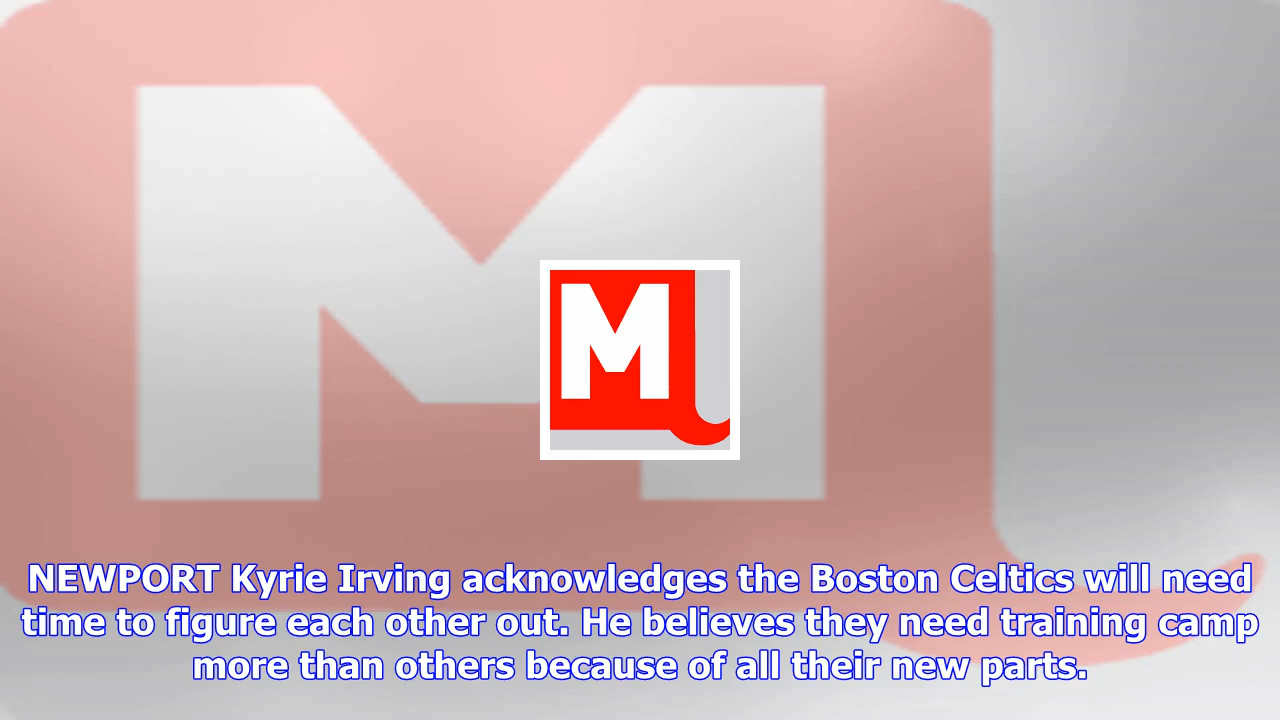 M
M
NEWPORT Kyrie Irving acknowledges the Boston Celtics will need
time to figure each other out. He believes they need training camp
more than others because of all their new parts.